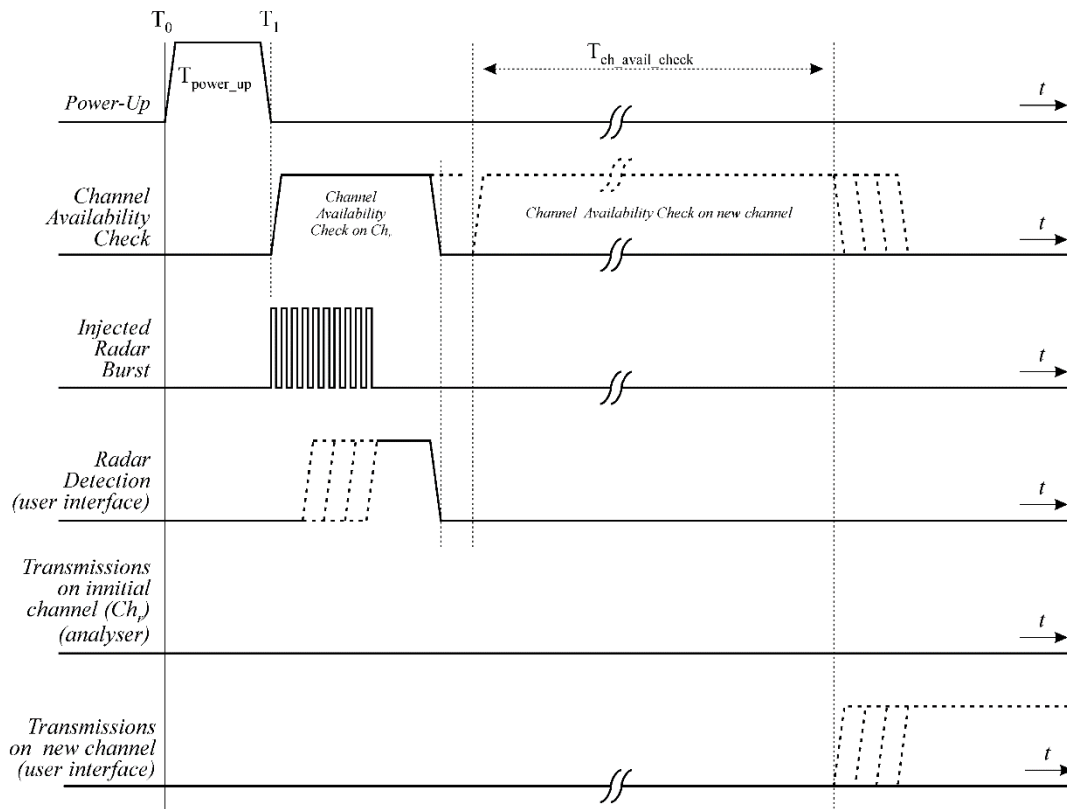 T0 T1
Tpower_up
Tch_avail_check
Power-Up
t
Channel
Availability
Check
Channel
Availability
Check on Chr
Channel Availability Check on new channel
t
Injected
Radar
Burst
t
Radar
Detection
(user interface)
t
Transmissions
on innitial
channel (Chr)
(analyser)
t
Transmissions
on new channel
(user interface)
t